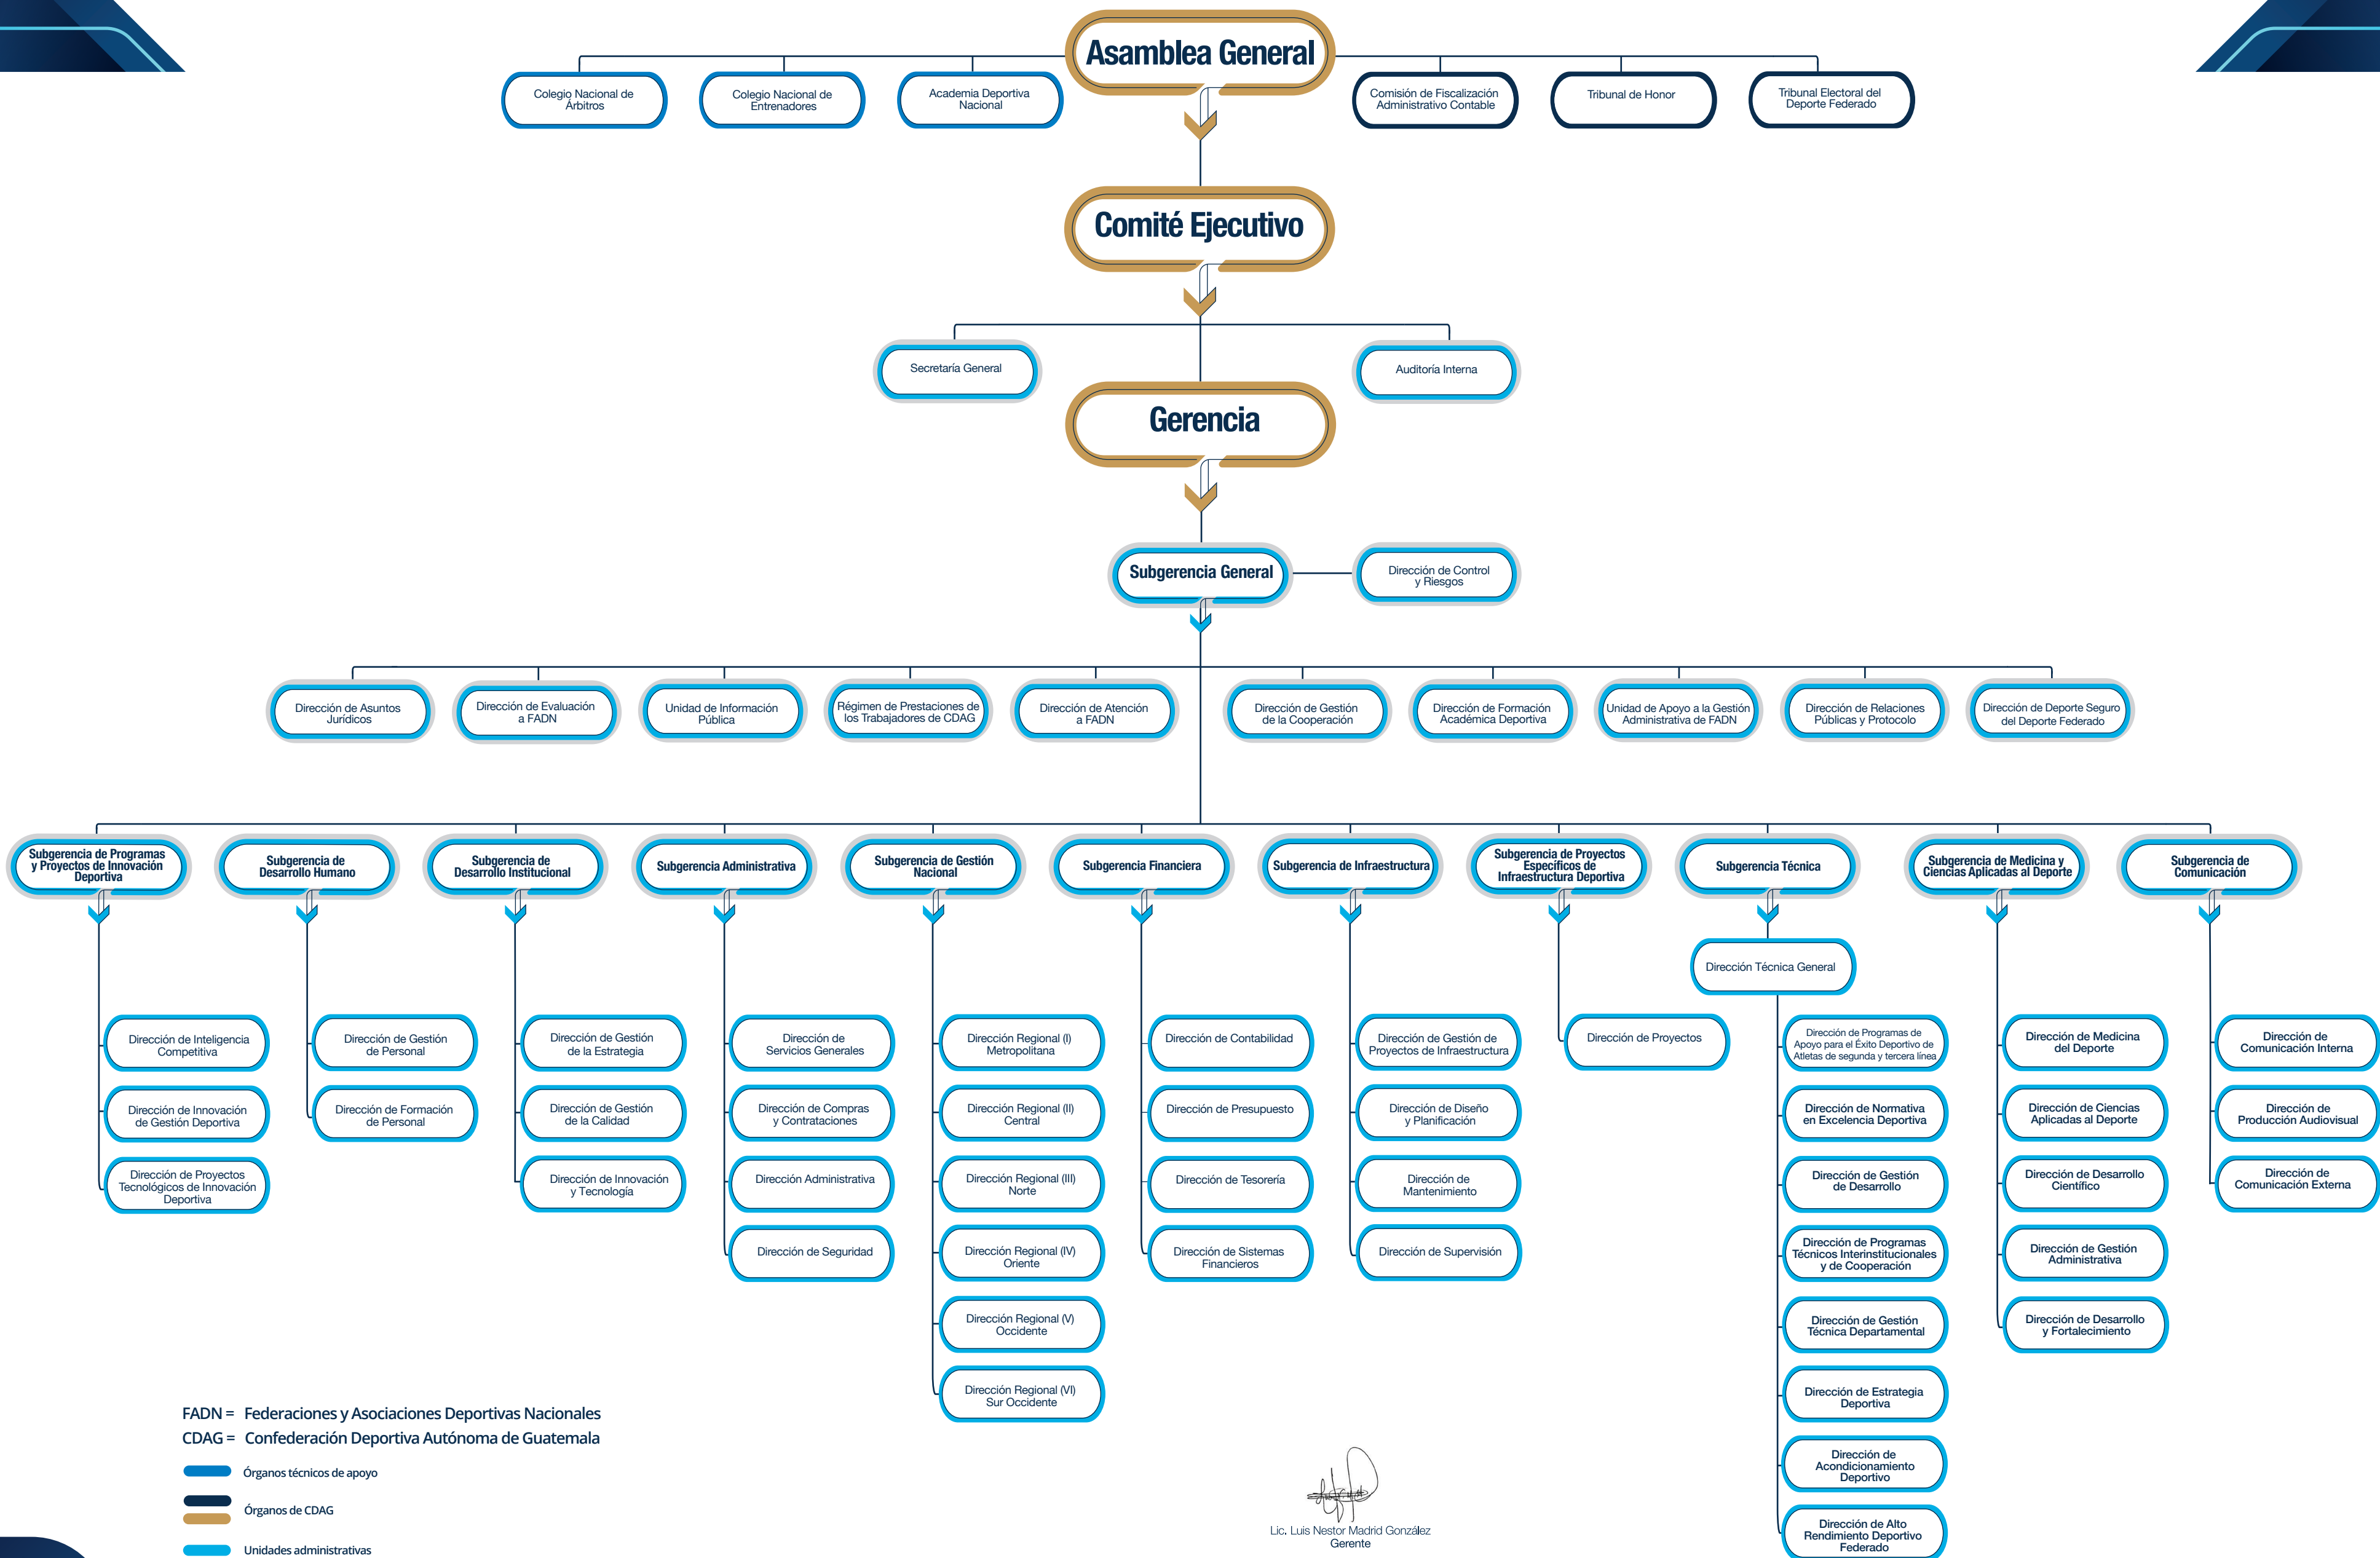 Asamblea General
Colegio Nacional de
Árbitros
Colegio Nacional de
Entrenadores
Academia Deportiva
Nacional
Comisión de Fiscalización
Administrativo Contable
Tribunal de Honor
Tribunal Electoral del
Deporte Federado
Comité Ejecutivo
Secretaría General
Auditoría Interna
Gerencia
Subgerencia General
Dirección de Control
y Riesgos
Dirección de Asuntos
Jurídicos
Dirección de Evaluación
a FADN
Unidad de Información
Pública
Régimen de Prestaciones de
los Trabajadores de CDAG
Dirección de Atención
a FADN
Dirección de Gestión
de la Cooperación
Dirección de Formación
Académica Deportiva
Unidad de Apoyo a la Gestión
Administrativa de FADN
Dirección de Relaciones
Públicas y Protocolo
Dirección de Deporte Seguro
del Deporte Federado
Subgerencia de Programas
y Proyectos de Innovación
Deportiva
Subgerencia de
Desarrollo Humano
Subgerencia de
Desarrollo Institucional
Subgerencia Administrativa
Subgerencia de Gestión
Nacional
Subgerencia Financiera
Subgerencia de Infraestructura
Subgerencia de Proyectos
Específicos de
Infraestructura Deportiva
Subgerencia Técnica
Subgerencia de Medicina y
Ciencias Aplicadas al Deporte
Subgerencia de
Comunicación
Dirección de Inteligencia
Competitiva
Dirección de Innovación
de Gestión Deportiva
Dirección de Proyectos
Tecnológicos de Innovación
Deportiva
Dirección de Gestión
de Personal
Dirección de Formación
de Personal
Dirección de Gestión
de la Estrategia
Dirección de Gestión
de la Calidad
Dirección de Innovación
y Tecnología
Dirección de
Servicios Generales
Dirección de Compras
y Contrataciones
Dirección Administrativa
Dirección de Seguridad
Dirección Regional (I)
Metropolitana
Dirección Regional (II)
Central
Dirección Regional (III)
Norte
Dirección Regional (IV)
Oriente
Dirección Regional (V)
Occidente
Dirección Regional (VI)
Sur Occidente
Dirección de Contabilidad
Dirección de Presupuesto
Dirección de Tesorería
Dirección de Sistemas
Financieros
Dirección de Gestión de
Proyectos de Infraestructura
Dirección de Diseño
y Planificación
Dirección de
Mantenimiento
Dirección de Supervisión
Dirección de Proyectos
Dirección Técnica General
Dirección de Programas de
Apoyo para el Éxito Deportivo de
Atletas de segunda y tercera línea
Dirección de Normativa
en Excelencia Deportiva
Dirección de Gestión
de Desarrollo
Dirección de Programas
Técnicos Interinstitucionales
y de Cooperación
Dirección de Gestión
Técnica Departamental
Dirección de Estrategia
Deportiva
Dirección de
Acondicionamiento
Deportivo
Dirección de Alto
Rendimiento Deportivo
Federado
Dirección de Medicina
del Deporte
Dirección de Ciencias
Aplicadas al Deporte
Dirección de Desarrollo
Científico
Dirección de Gestión
Administrativa
Dirección de Desarrollo
y Fortalecimiento
Dirección de
Comunicación Interna
Dirección de
Producción Audiovisual
Dirección de
Comunicación Externa
FADN = Federaciones y Asociaciones Deportivas Nacionales
CDAG = Confederación Deportiva Autónoma de Guatemala
Órganos técnicos de apoyo
Órganos de CDAG
Unidades administrativas
Lic. Luis Nestor Madrid González
Gerente